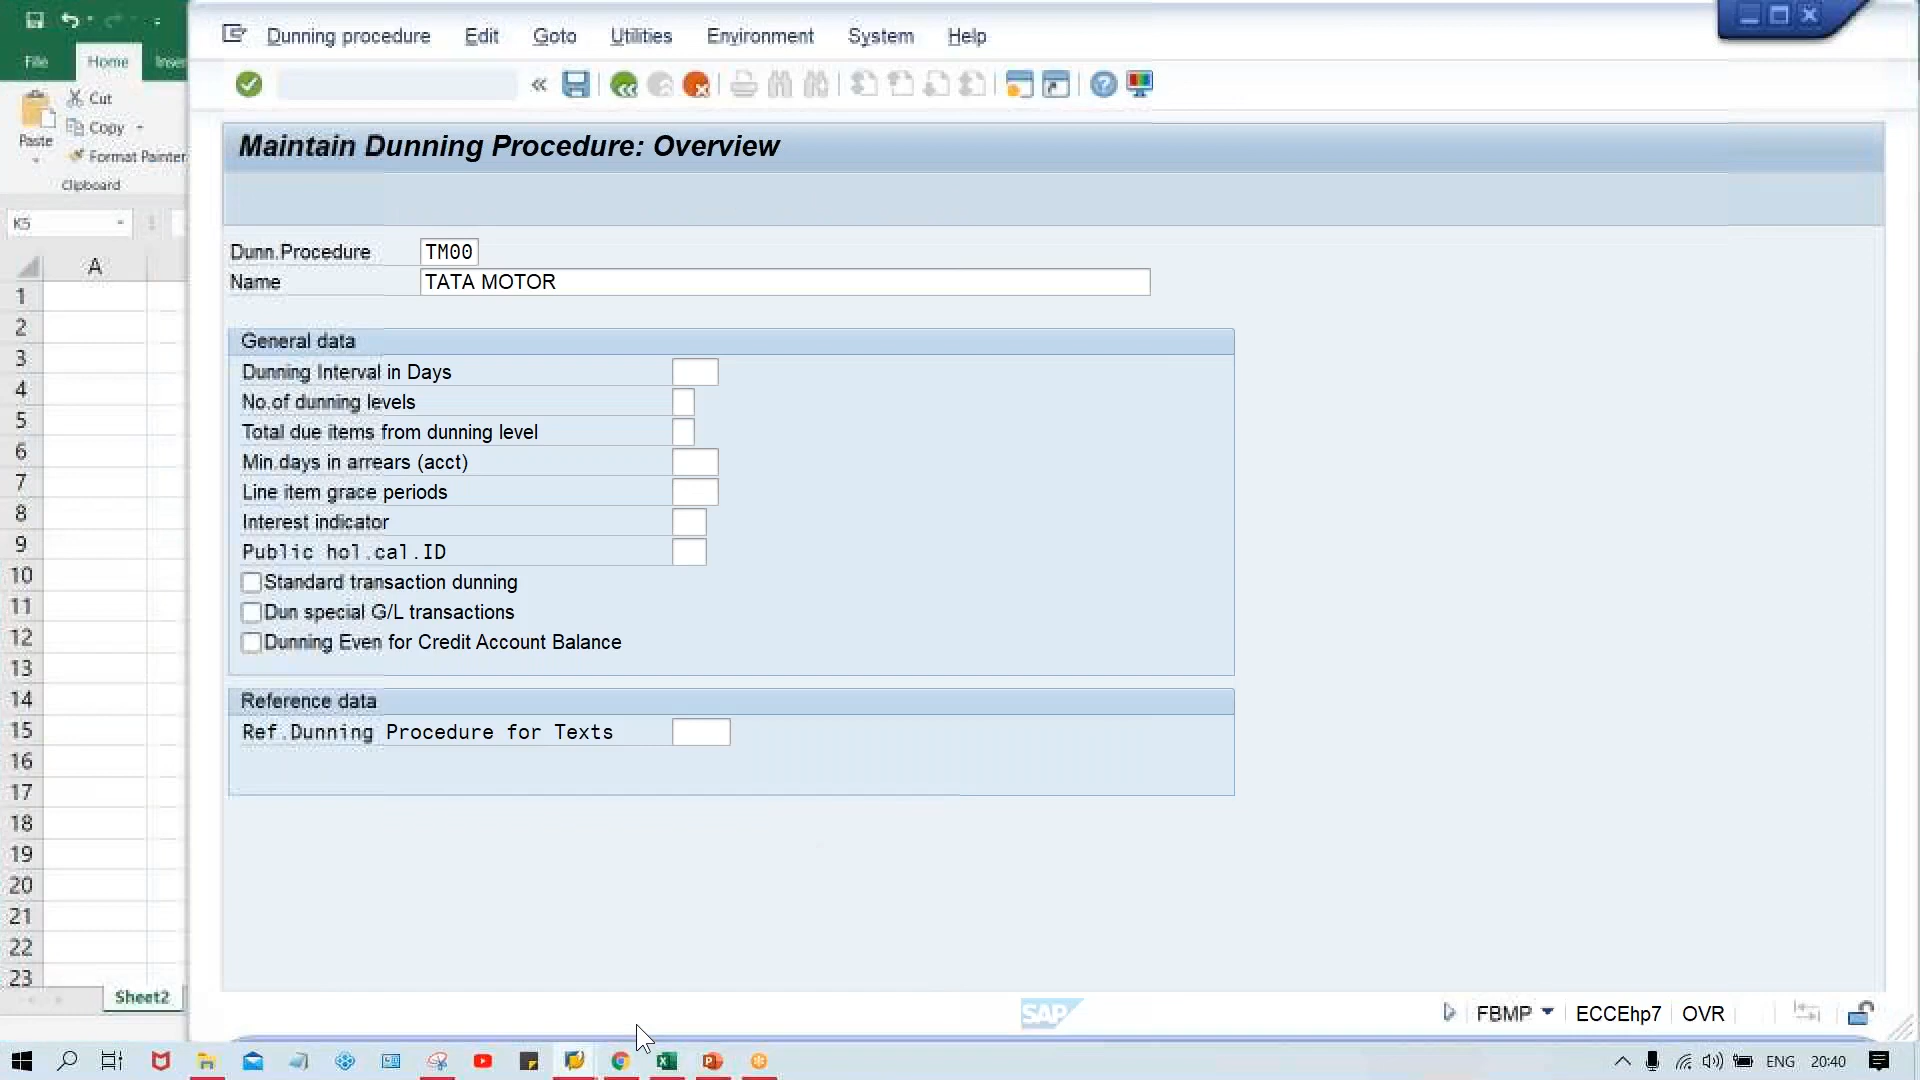 Dunning procedure Edit Goto Utilities Environment System Help
File Home Inser
Cut
Copy
Paste
Format Painter
Clipboard
Maintain Dunning Procedure: Overview
K5
A
Dunn.Procedure TM00
Name TATA MOTOR
General data
Dunning Interval in Days
No.of dunning levels
Total due items from dunning level
Min.days in arrears (acct)
Line item grace periods
Interest indicator
Public hol.cal.ID
Standard transaction dunning
Dun special G/L transactions
Dunning Even for Credit Account Balance
Reference data
Ref.Dunning Procedure for Texts
1
2
3
4
5
6
7
8
9
10
11
12
13
14
15
16
17
18
19
20
21
22
23
Sheet2
SAP
FBMP ECCEhp7 OVR
ENG 20:40